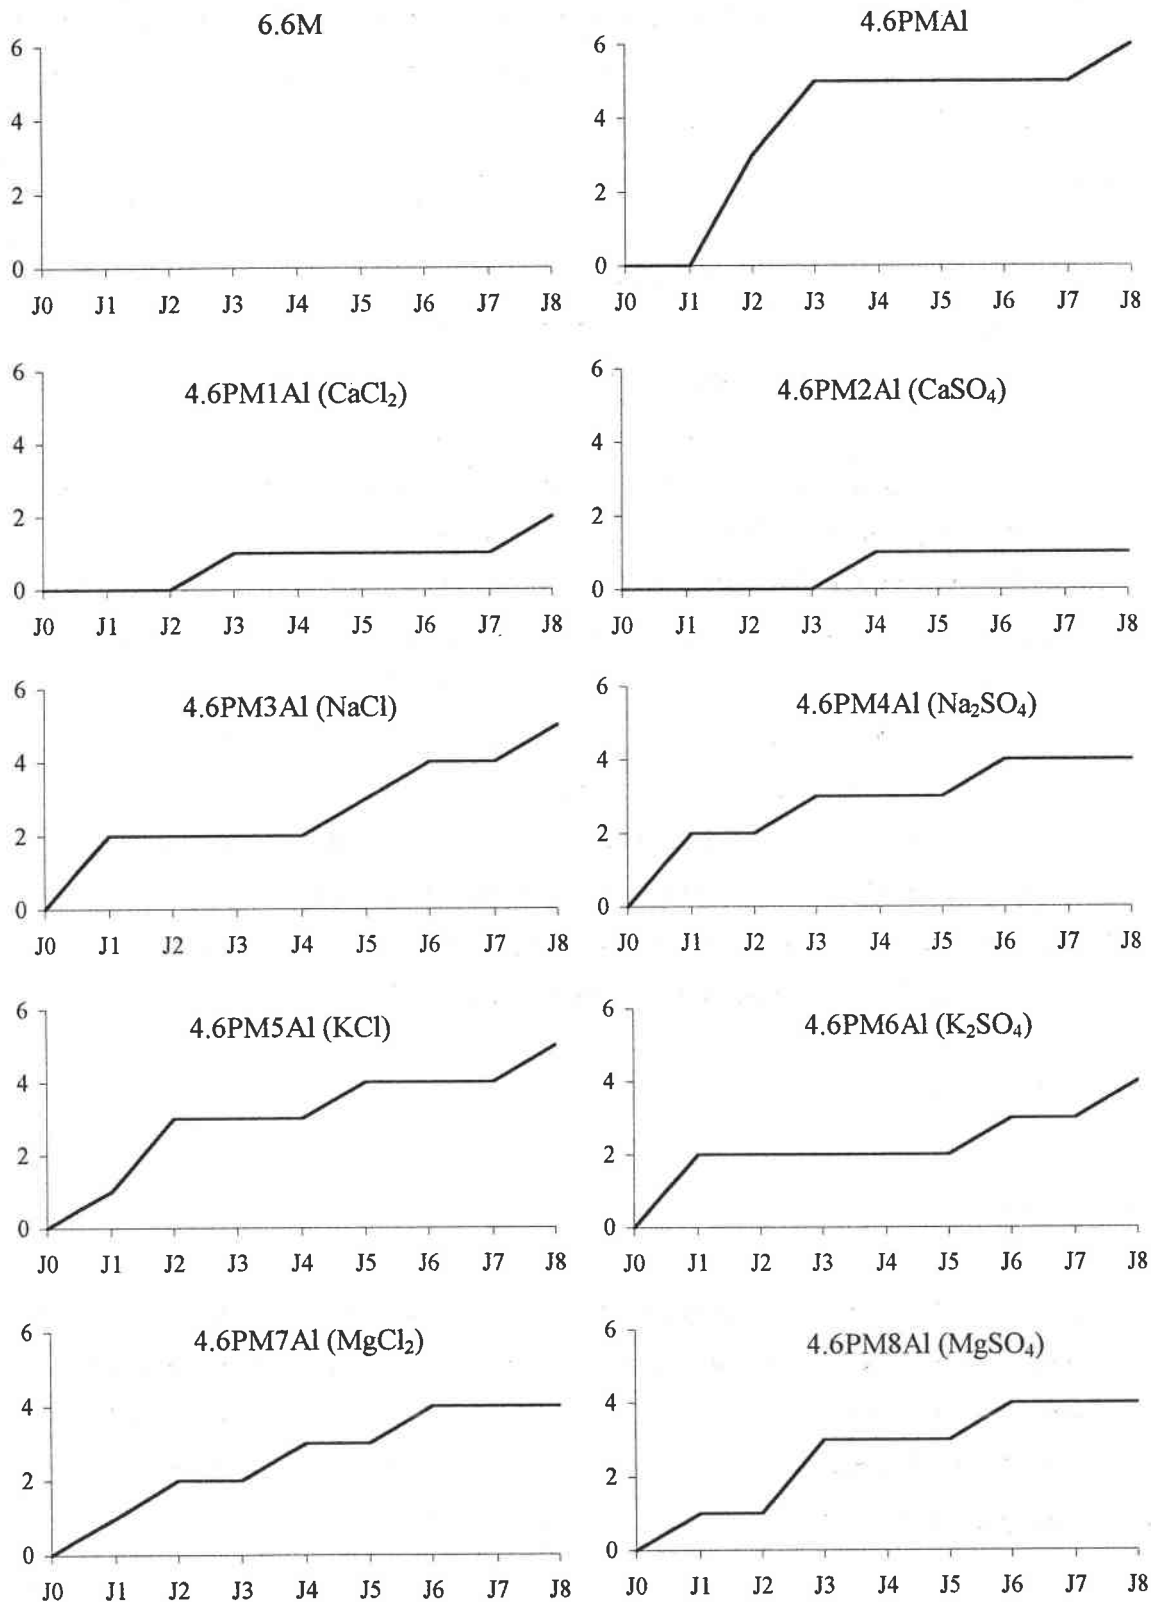 6.6M
6
4
2
0
J0 J1 J2 J3 J4 J5 J6 J7 J8
4.6PMAl
6
4
2
0
J0 J1 J2 J3 J4 J5 J6 J7 J8
4.6PM1Al (CaCl₂)
6
4
2
0
J0 J1 J2 J3 J4 J5 J6 J7 J8
4.6PM2Al (CaSO₄)
6
4
2
0
J0 J1 J2 J3 J4 J5 J6 J7 J8
4.6PM3Al (NaCl)
6
4
2
0
J0 J1 J2 J3 J4 J5 J6 J7 J8
4.6PM4Al (Na₂SO₄)
6
4
2
0
J0 J1 J2 J3 J4 J5 J6 J7 J8
4.6PM5Al (KCl)
6
4
2
0
J0 J1 J2 J3 J4 J5 J6 J7 J8
4.6PM6Al (K₂SO₄)
6
4
2
0
J0 J1 J2 J3 J4 J5 J6 J7 J8
4.6PM7Al (MgCl₂)
6
4
2
0
J0 J1 J2 J3 J4 J5 J6 J7 J8
4.6PM8Al (MgSO₄)
6
4
2
0
J0 J1 J2 J3 J4 J5 J6 J7 J8